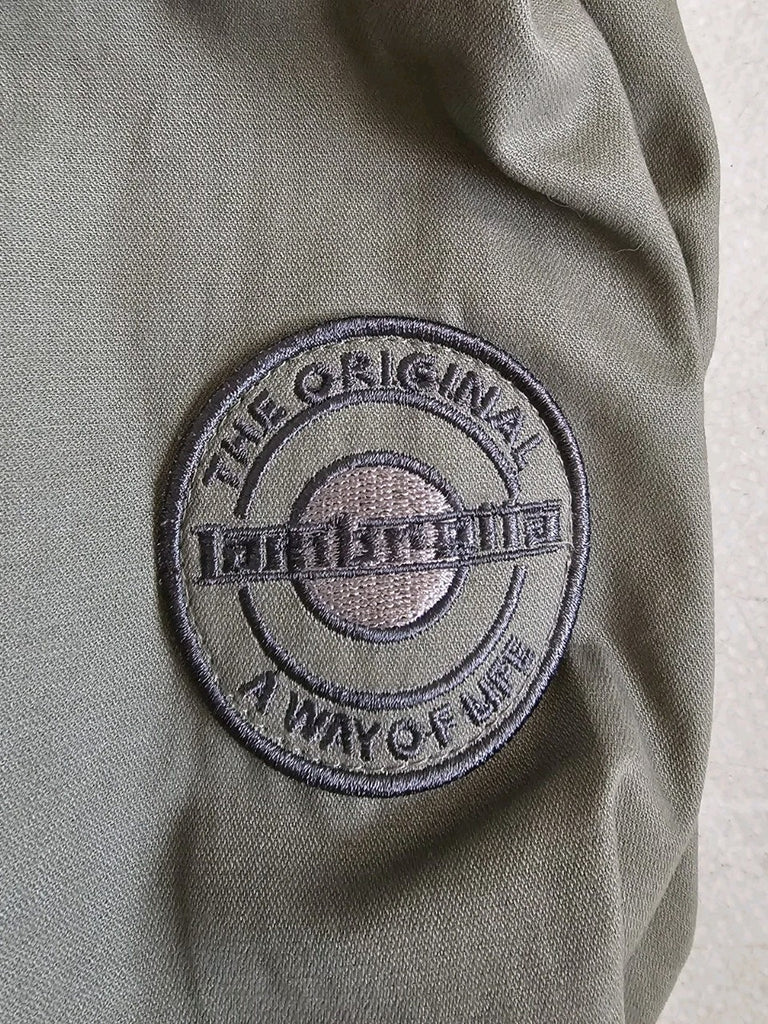 THE ORIGINAL
Lambretta
A WAY OF LIFE